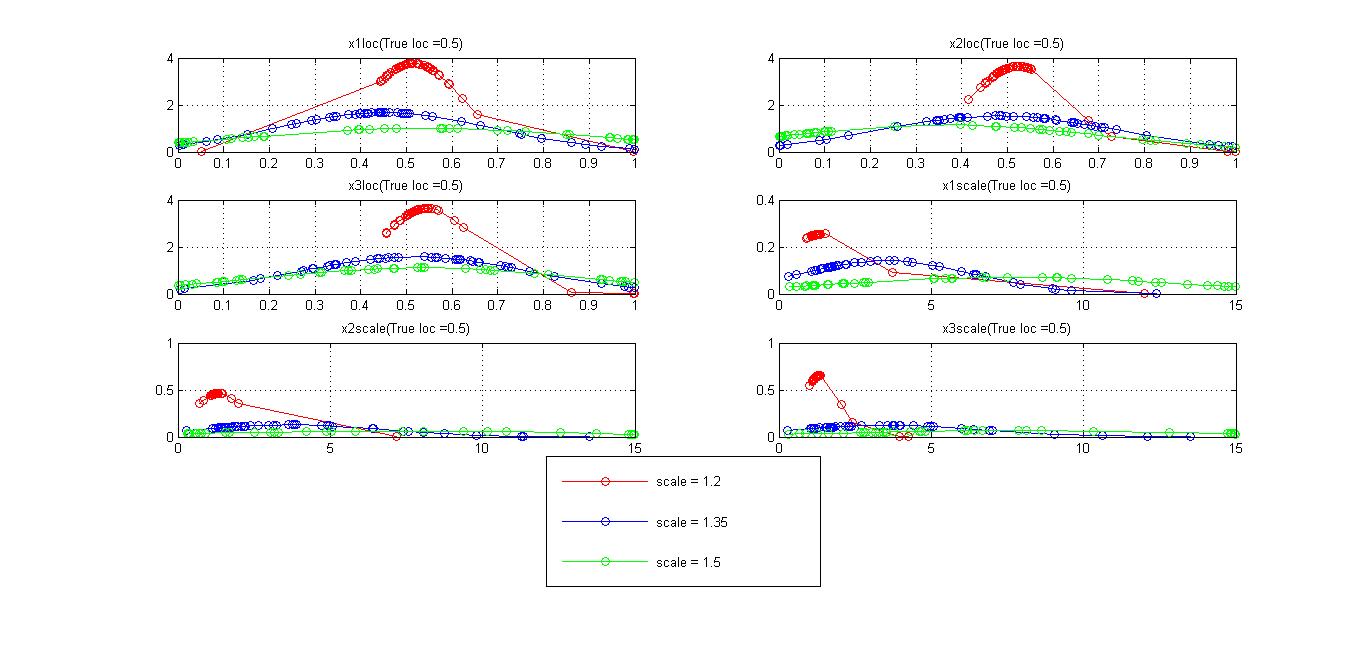 x1loc(True loc =0.5)
4
2
0
0 0.1 0.2 0.3 0.4 0.5 0.6 0.7 0.8 0.9 1
x2loc(True loc =0.5)
4
2
0
0 0.1 0.2 0.3 0.4 0.5 0.6 0.7 0.8 0.9 1
x3loc(True loc =0.5)
4
2
0
0 0.1 0.2 0.3 0.4 0.5 0.6 0.7 0.8 0.9 1
x1scale(True loc =0.5)
0.4
0.2
0
0 5 10 15
x2scale(True loc =0.5)
1
0.5
0
0 5 10 15
x3scale(True loc =0.5)
1
0.5
0
0 5 10 15
scale = 1.2
scale = 1.35
scale = 1.5